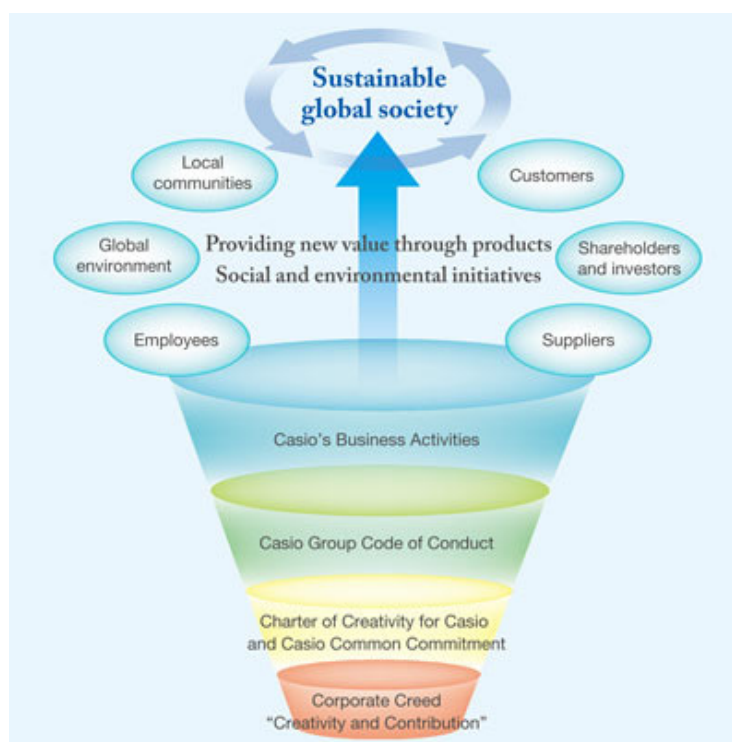 Sustainable
global society
Local
communities
Customers
Global
environment
Providing new value through products
Social and environmental initiatives
Shareholders
and investors
Employees
Suppliers
Casio's Business Activities
Casio Group Code of Conduct
Charter of Creativity for Casio
and Casio Common Commitment
Corporate Creed
“Creativity and Contribution”